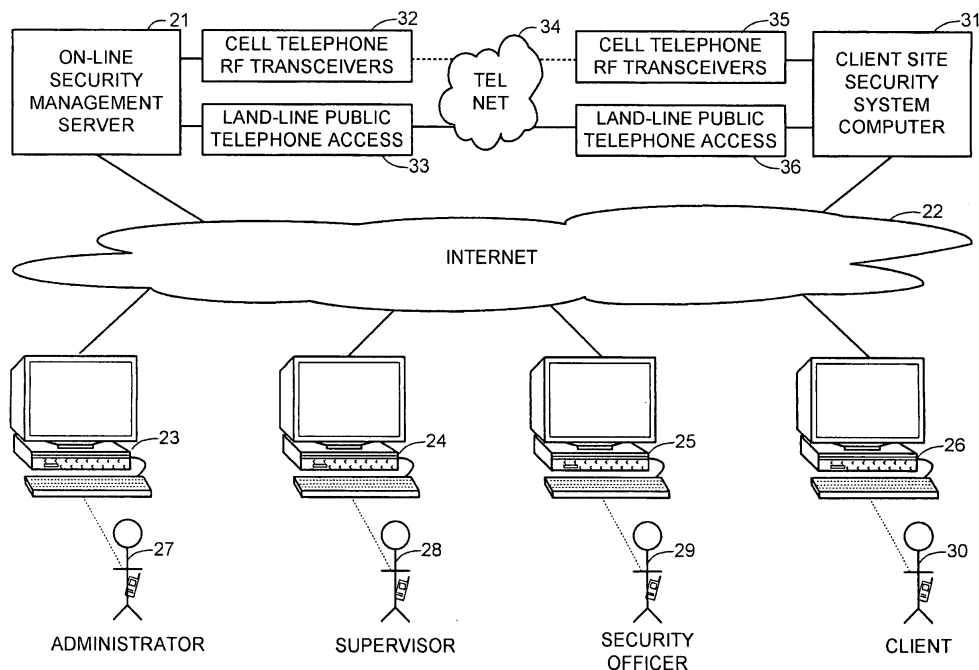 21
32
34
35
31
ON-LINE
SECURITY
MANAGEMENT
SERVER
CELL TELEPHONE
RF TRANSCEIVERS
LAND-LINE PUBLIC
TELEPHONE ACCESS
33
TEL
NET
CELL TELEPHONE
RF TRANSCEIVERS
LAND-LINE PUBLIC
TELEPHONE ACCESS
36
CLIENT SITE
SECURITY
SYSTEM
COMPUTER
22
INTERNET
23
24
25
26
27
28
29
30
ADMINISTRATOR
SUPERVISOR
SECURITY
OFFICER
CLIENT